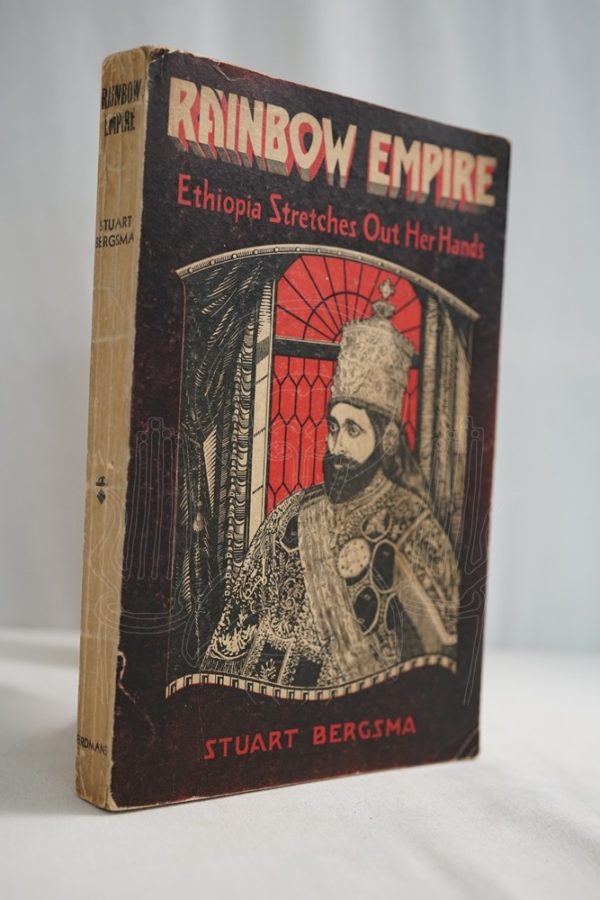 RAINBOW
EMPIRE
STUART
BERGSMA
RAINBOW EMPIRE
Ethiopia Stretches Out Her Hands
STUART BERGSMA